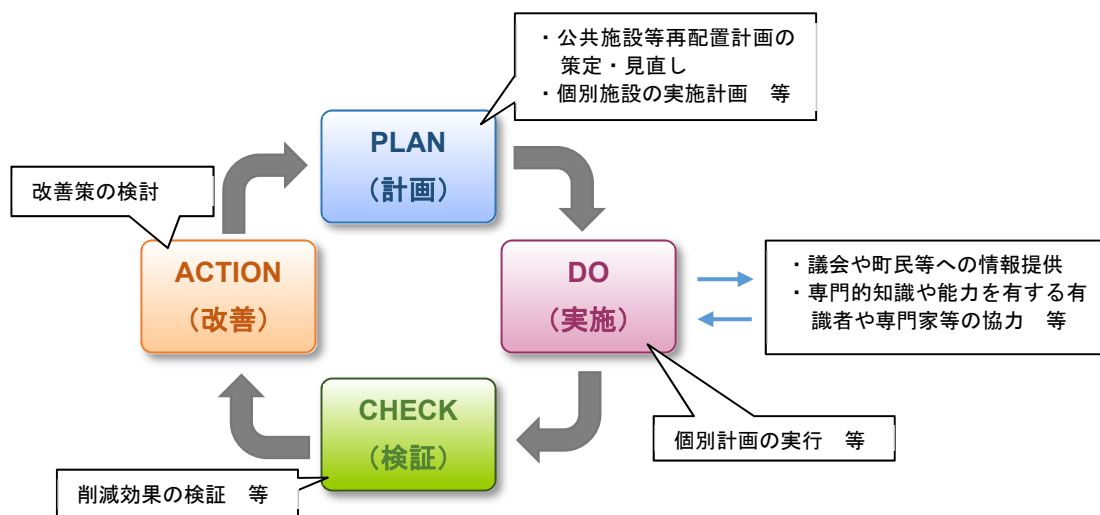 ・公共施設等再配置計画の
策定・見直し
・個別施設の実施計画　等
PLAN
（計画）
改善策の検討
ACTION
（改善）
DO
（実施）
・議会や町民等への情報提供
・専門的知識や能力を有する有
識者や専門家等の協力　等
CHECK
（検証）
個別計画の実行　等
削減効果の検証　等